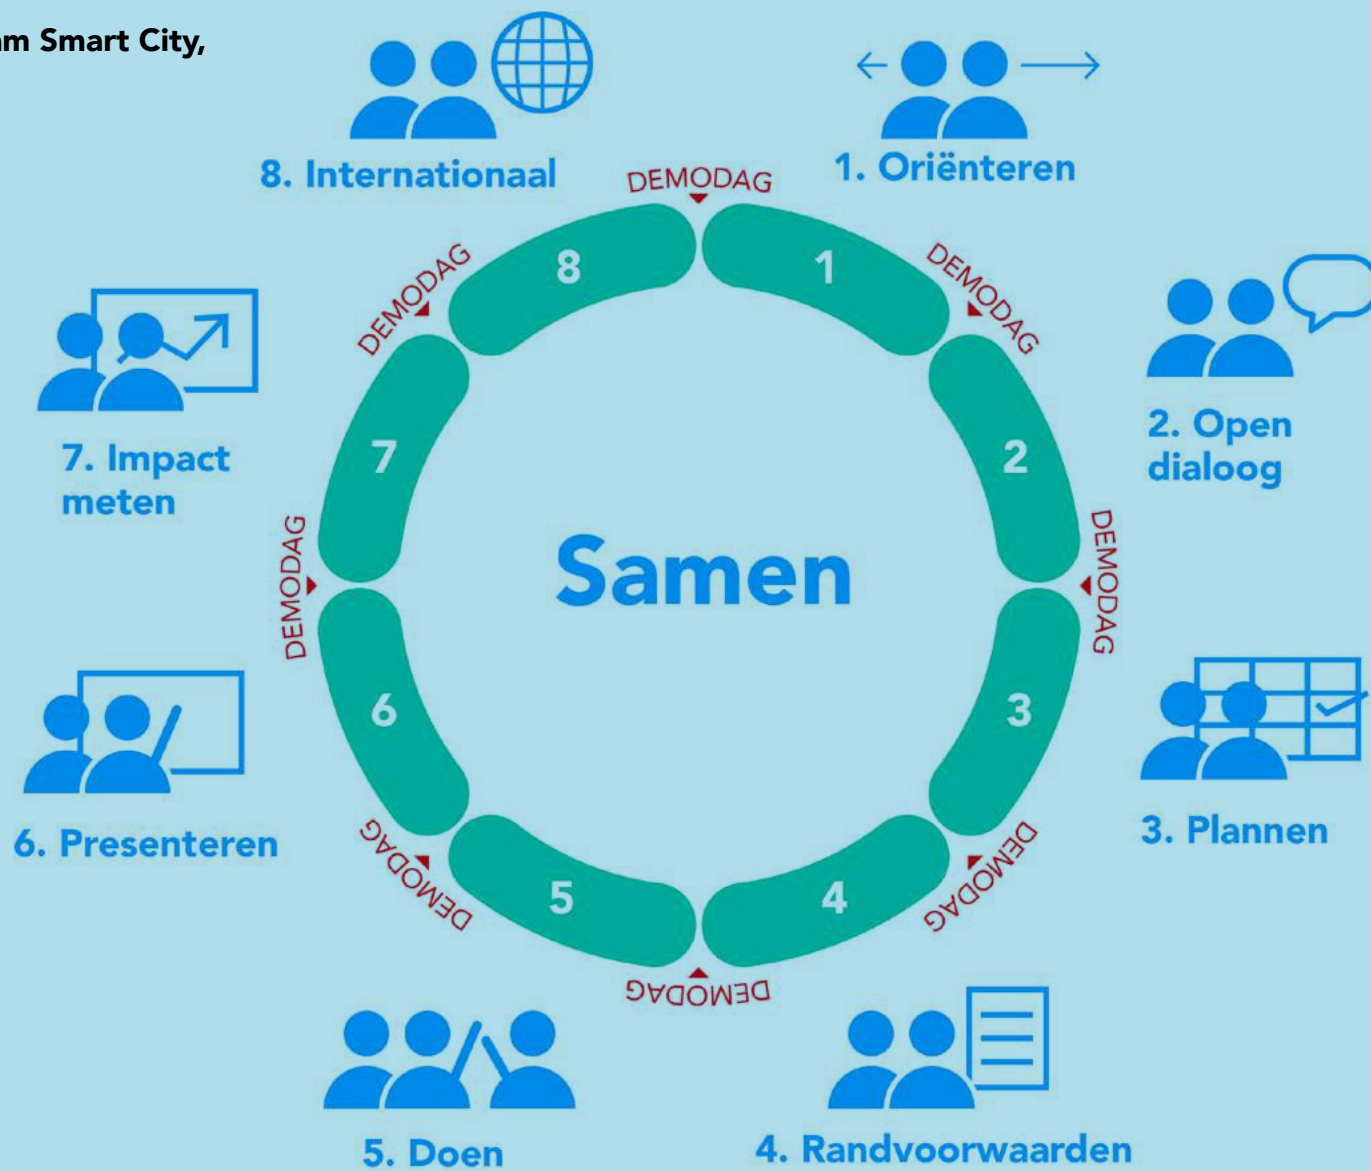 Smart City,
8. Internationaal
DEMODAG
1. Oriënteren
DEMODAG
8
1
DEMODAG
7. Impact
meten
7
2
2. Open
dialoog
DEMODAG
Samen
DEMODAG
6
3
6. Presenteren
3. Plannen
DEMODAG
5
4
DEMODAG
DEMODAG
5. Doen
4. Randvoorwaarden